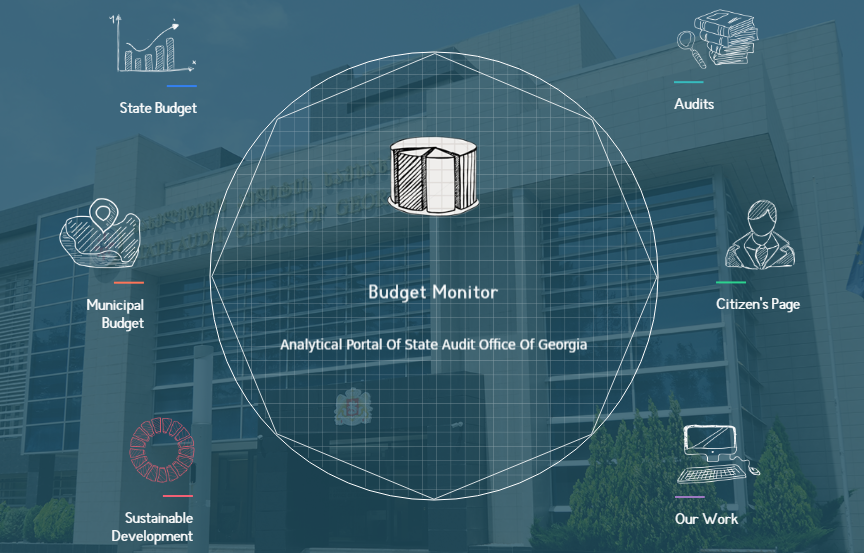 State Budget
Audits
Municipal
Budget
Budget Monitor
Citizen's Page
Analytical Portal Of State Audit Office Of Georgia
Sustainable
Development
Our Work